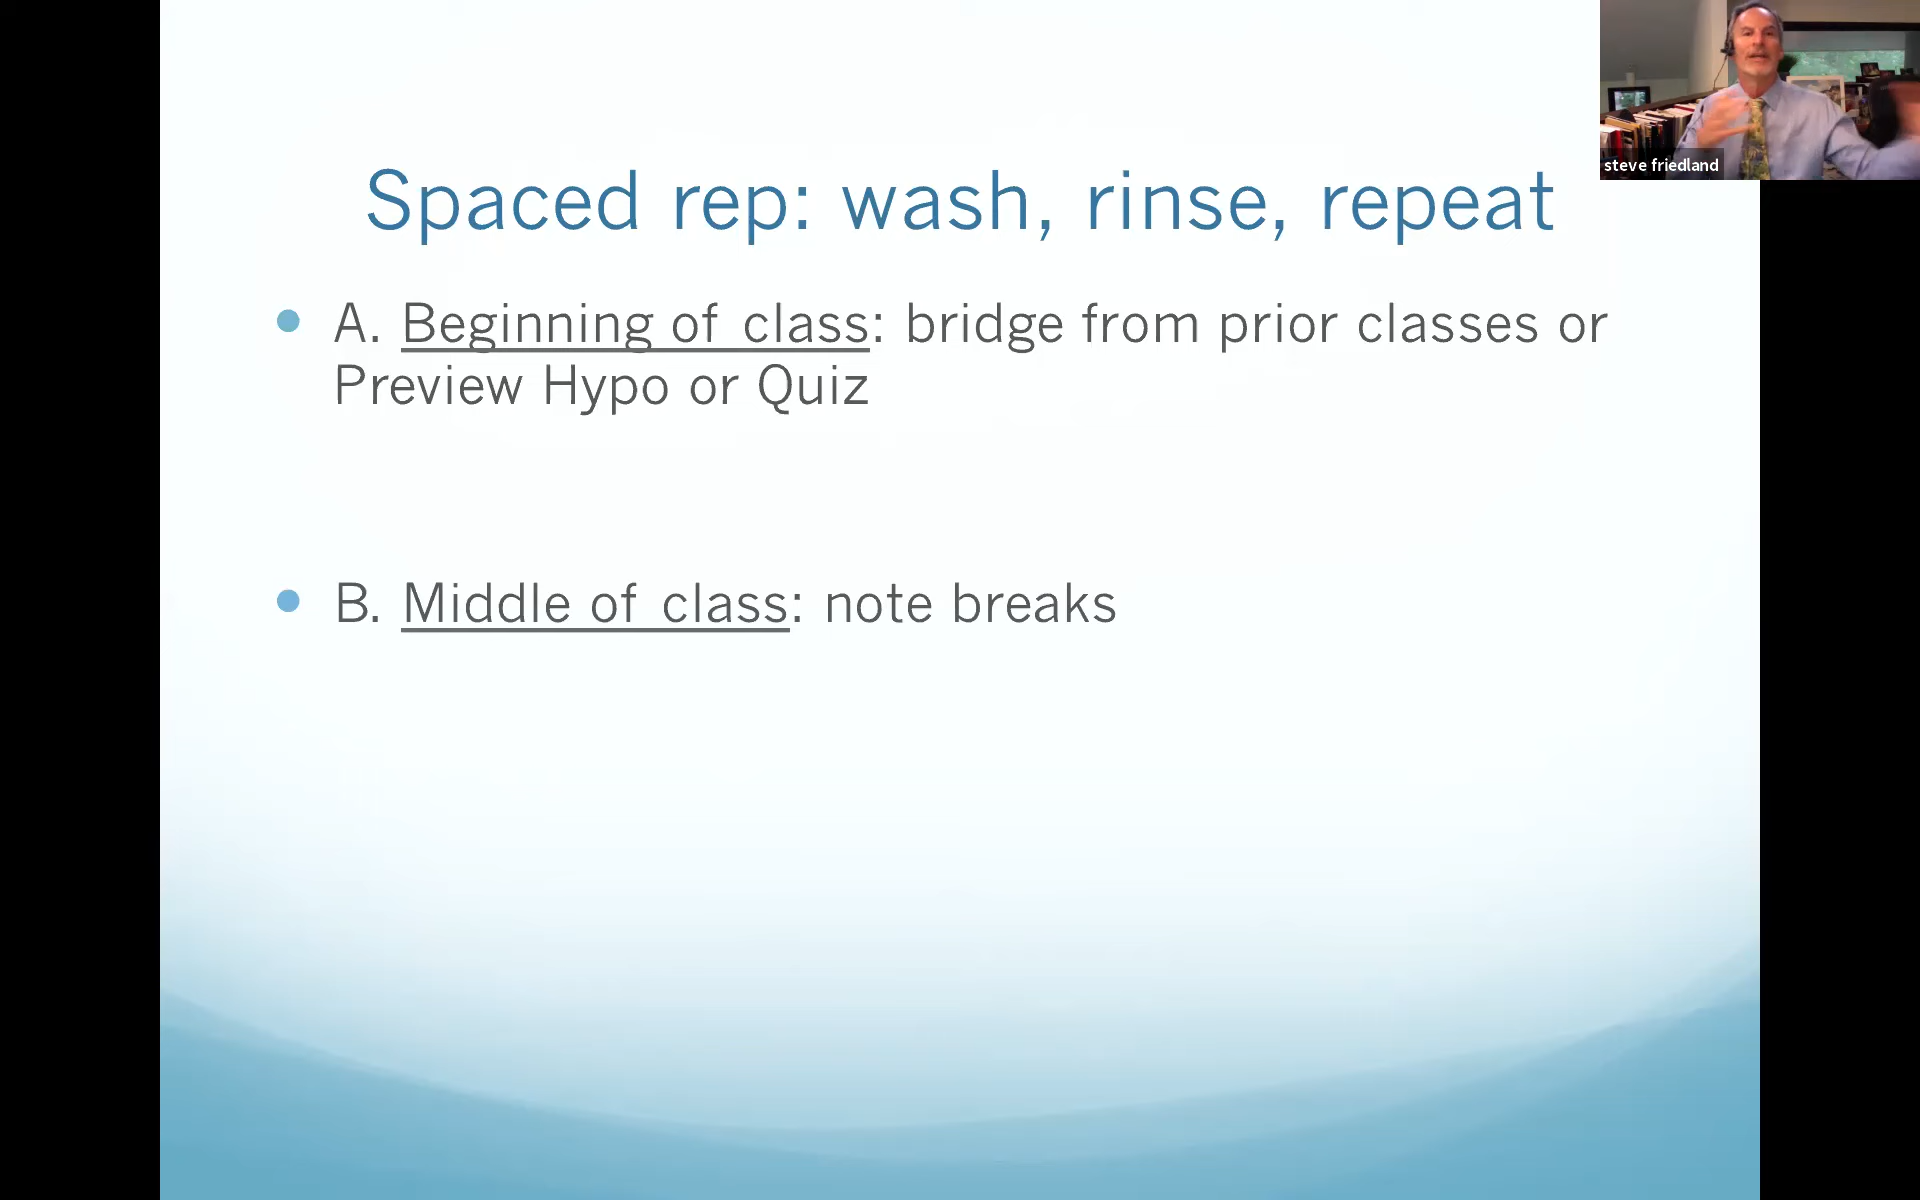 steve friedland
Spaced rep: wash, rinse, repeat
A. Beginning of class: bridge from prior classes or
Preview Hypo or Quiz
B. Middle of class: note breaks